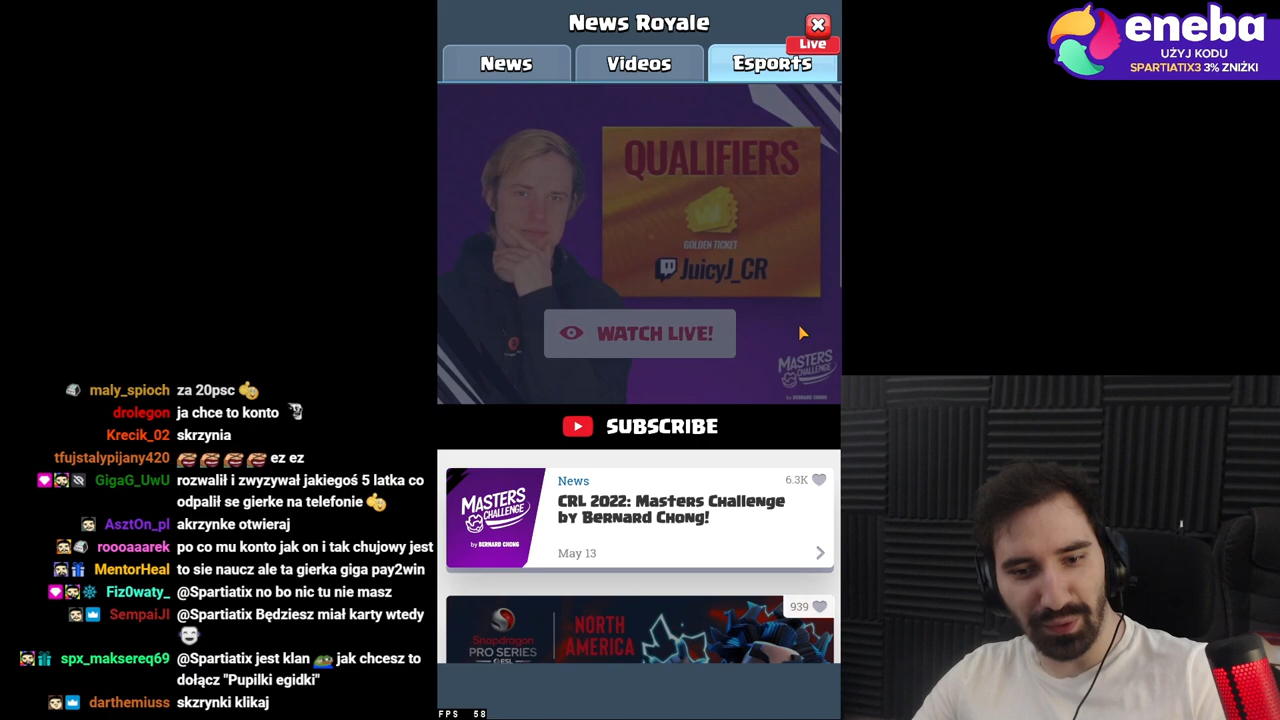 News Royale
Live
News
Videos
Esports
QUALIFIERS
GOLDEN TICKET
JuicyJ_CR
WATCH LIVE!
MASTERS
CHALLENGE
by BERNARD CHONG
SUBSCRIBE
News
6.3K
CRL 2022: Masters Challenge
by Bernard Chong!
May 13
MASTERS
CHALLENGE
by BERNARD CHONG
939
Snapdragon
PRO SERIES
ESL
NORTH
AMERICA
FPS 58
eneba
UŻYJ KODU
SPARTIATIX3 3% ZNIŻKI
maly_spioch za 20psc
drolegon ja chce to konto
Krecik_02 skrzynia
tfujstalypijany420 ez ez
GigaG_UwU rozwalił i zwyzywał jakiegoś 5 latka co
odpalił se gierke na telefonie
AsztOn_pl akrzynke otwieraj
roooaaarek po co mu konto jak on i tak chujowy jest
MentorHeal to sie naucz ale ta gierka giga pay2win
Fiz0waty_ @Spartiatix no bo nic tu nie masz
SempaiJI @Spartiatix Będziesz miał karty wtedy
spx_maksereq69 @Spartiatix jest klan jak chcesz to
dołącz "Pupilki egidki"
darthemiuss skzrynki klikaj